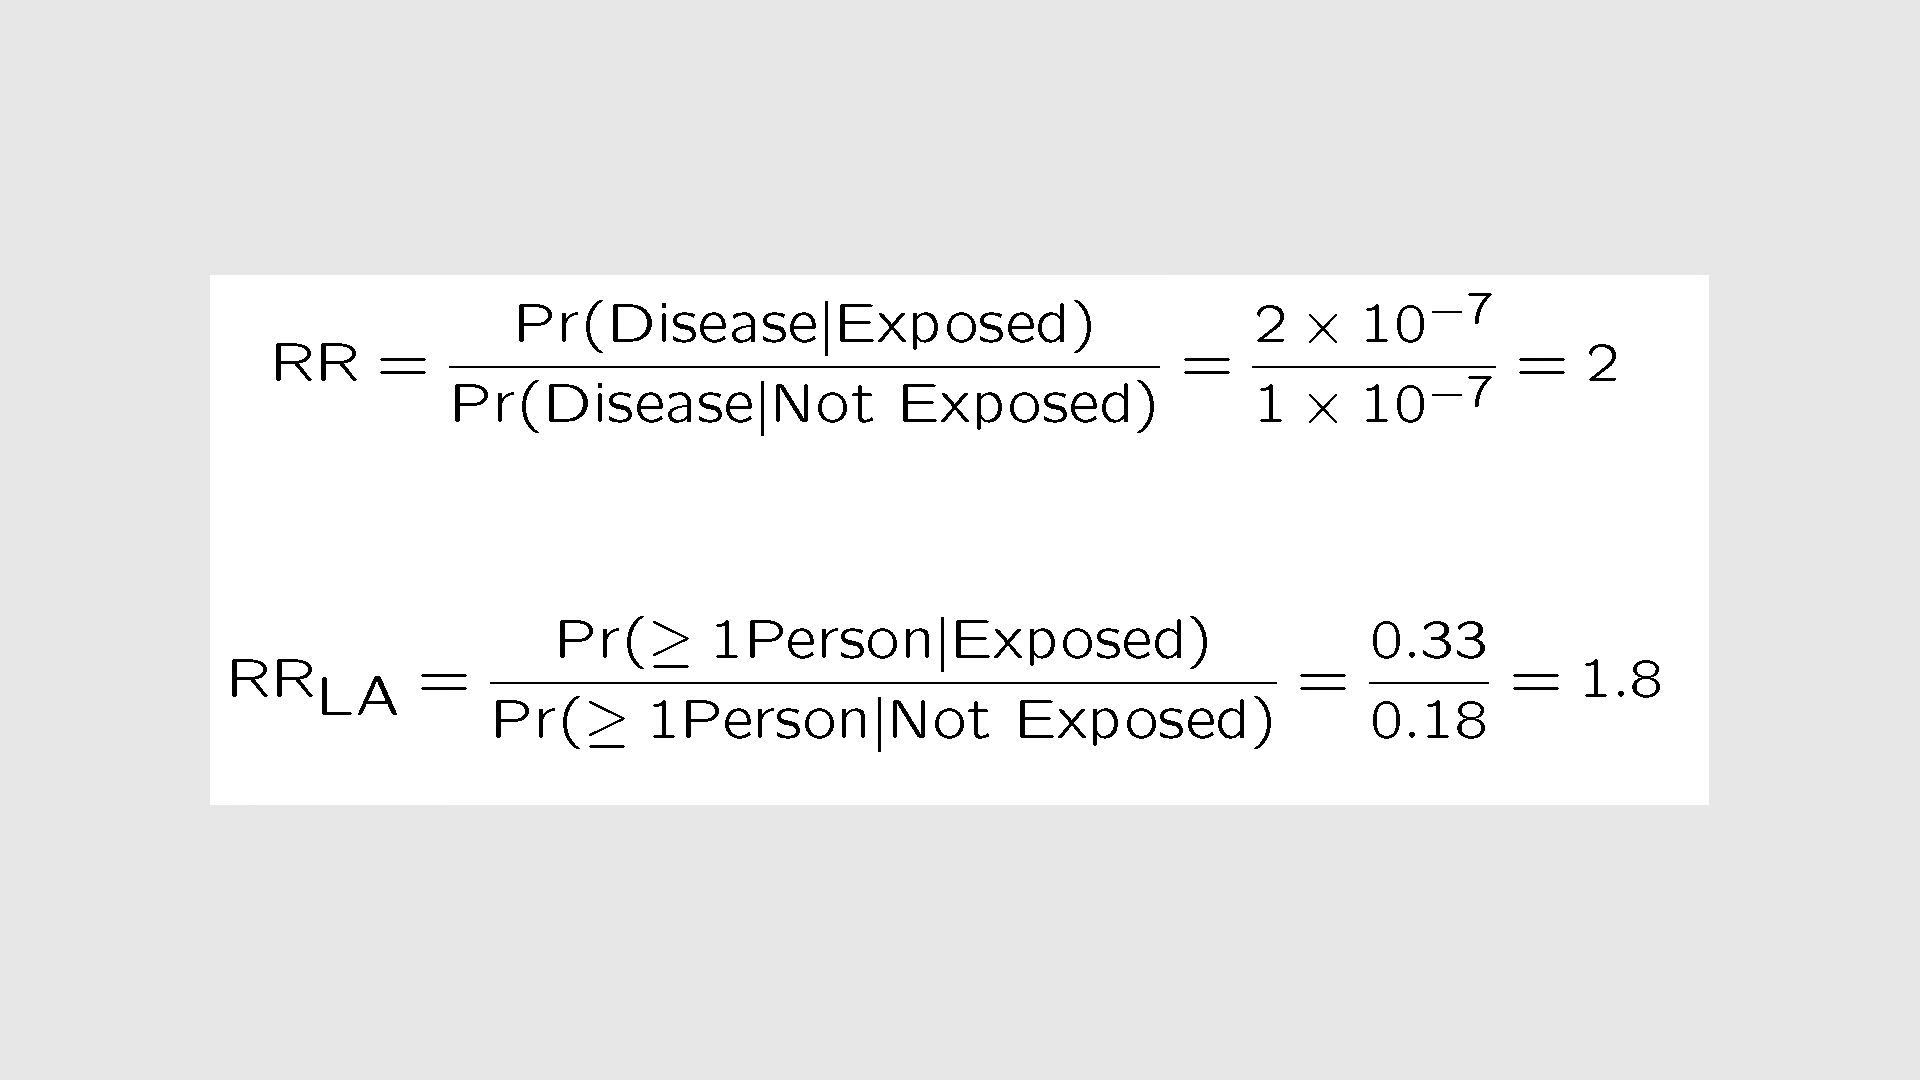 RR = Pr(Disease|Exposed) / Pr(Disease|Not Exposed) = 2 × 10⁻⁷ / 1 × 10⁻⁷ = 2
RR_LA = Pr(≥ 1Person|Exposed) / Pr(≥ 1Person|Not Exposed) = 0.33 / 0.18 = 1.8